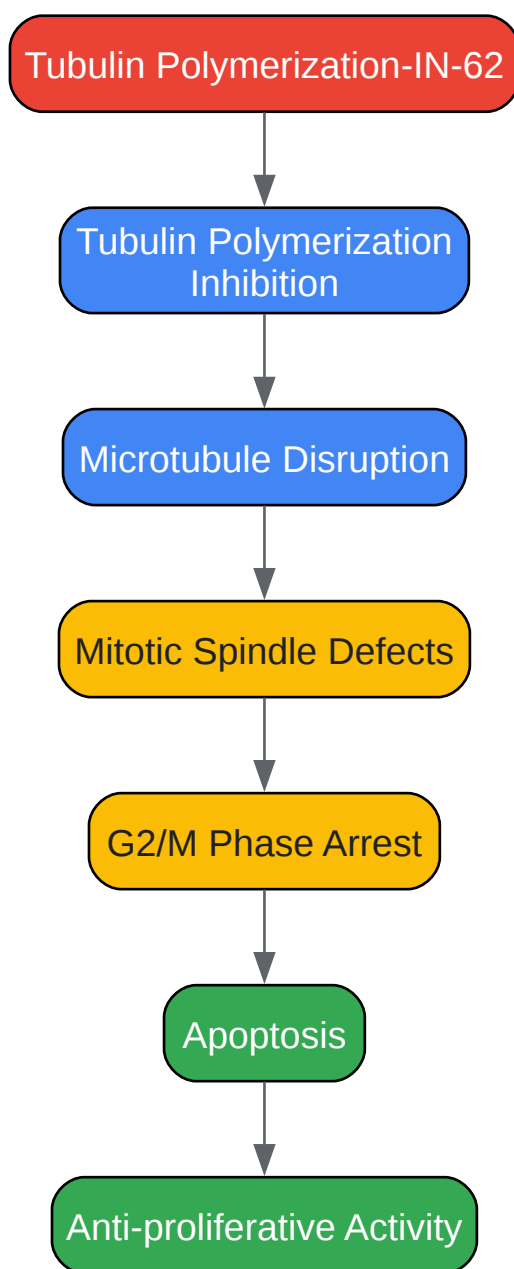 Tubulin Polymerization-IN-62
Tubulin Polymerization
Inhibition
Microtubule Disruption
Mitotic Spindle Defects
G2/M Phase Arrest
Apoptosis
Anti-proliferative Activity